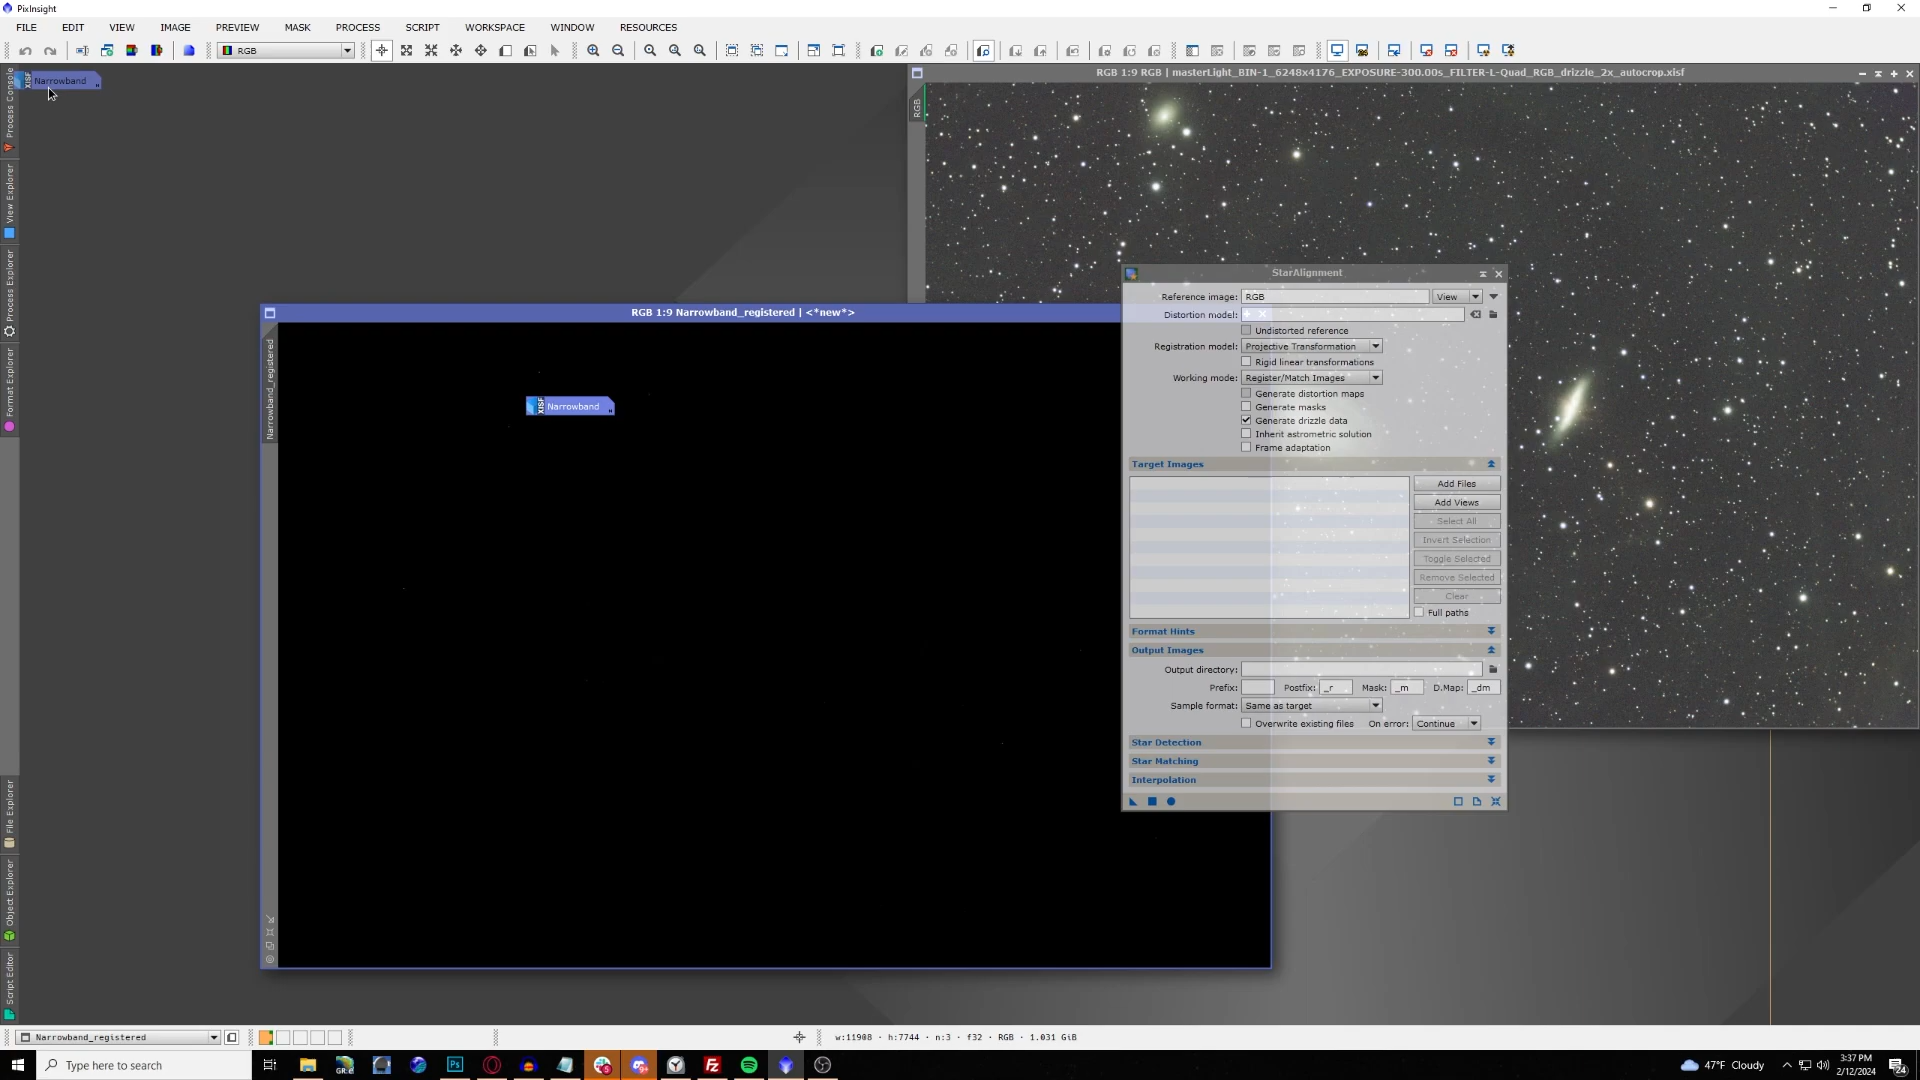 PixInsight
FILE EDIT VIEW IMAGE PREVIEW MASK PROCESS SCRIPT WORKSPACE WINDOW RESOURCES
RGB
XISF Narrowband
RGB 1:9 RGB | masterLight_BIN-1_6248x4176_EXPOSURE-300.00s_FILTER-L-Quad_RGB_drizzle_2x_autocrop.xisf
RGB
Process Console
View Explorer
Process Explorer
Format Explorer
File Explorer
Object Explorer
Script Editor
RGB 1:9 Narrowband_registered | <*new*>
Narrowband_registered
XISF Narrowband
StarAlignment
Reference image: RGB View
Distortion model:
Undistorted reference
Registration model: Projective Transformation
Rigid linear transformations
Working mode: Register/Match Images
Generate distortion maps
Generate masks
Generate drizzle data
Inherit astrometric solution
Frame adaptation
Target Images
Add Files
Add Views
Select All
Invert Selection
Toggle Selected
Remove Selected
Clear
Full paths
Format Hints
Output Images
Output directory:
Prefix: Postfix: _r Mask: _m D.Map: _dm
Sample format: Same as target
Overwrite existing files On error: Continue
Star Detection
Star Matching
Interpolation
Narrowband_registered
w:11908 · h:7744 · n:3 · f32 · RGB · 1.031 GiB
Type here to search
Ps
47°F Cloudy
3:37 PM
2/12/2024
24